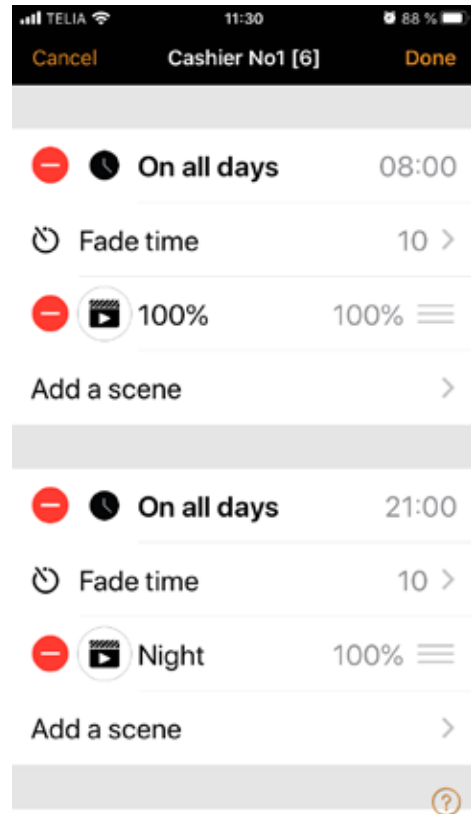 TELIA 11:30 88 %
Cancel Cashier No1 [6] Done
On all days 08:00
Fade time 10 >
100% 100%
Add a scene >
On all days 21:00
Fade time 10 >
Night 100%
Add a scene >
?